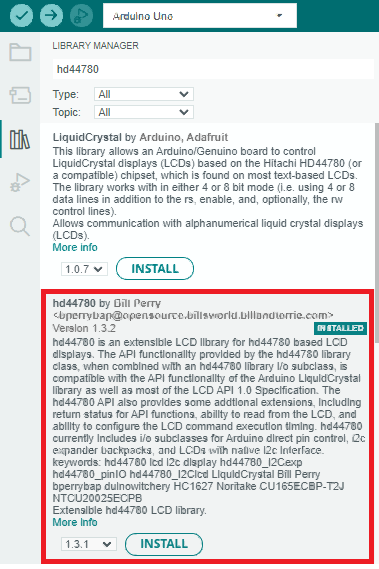 Arduino Uno
LIBRARY MANAGER
hd44780
Type: All
Topic: All
LiquidCrystal by Arduino, Adafruit
This library allows an Arduino/Genuino board to control
LiquidCrystal displays (LCDs) based on the Hitachi HD44780 (or
a compatible) chipset, which is found on most text-based LCDs.
The library works with in either 4 or 8 bit mode (i.e. using 4 or 8
data lines in addition to the rs, enable, and, optionally, the rw
control lines).
Allows communication with alphanumerical liquid crystal displays
(LCDs).
More info
1.0.7 INSTALL
hd44780 by Bill Perry
<bperrybap@opensource.billsworld.billandterrie.com>
Version 1.3.2 INSTALLED
hd44780 is an extensible LCD library for hd44780 based LCD
displays. The API functionality provided by the hd44780 library
class, when combined with an hd44780 library i/o subclass, is
compatible with the API functionality of the Arduino LiquidCrystal
library as well as most of the LCD API 1.0 Specification. The
hd44780 API also provides some addtional extensions, including
return status for API functions, ability to read from the LCD, and
ability to configure the LCD command execution timing. hd44780
currently includes i/o subclasses for Arduino direct pin control, i2c
expander backpacks, and LCDs with native i2c interface.
keywords: hd44780 lcd i2c display hd44780_I2Cexp
hd44780_pinIO hd44780_I2Clcd LiquidCrystal Bill Perry
bperrybap duinowitchery HC1627 Noritake CU165ECBP-T2J
NTCU20025ECPB
Extensible hd44780 LCD library.
More info
1.3.1 INSTALL